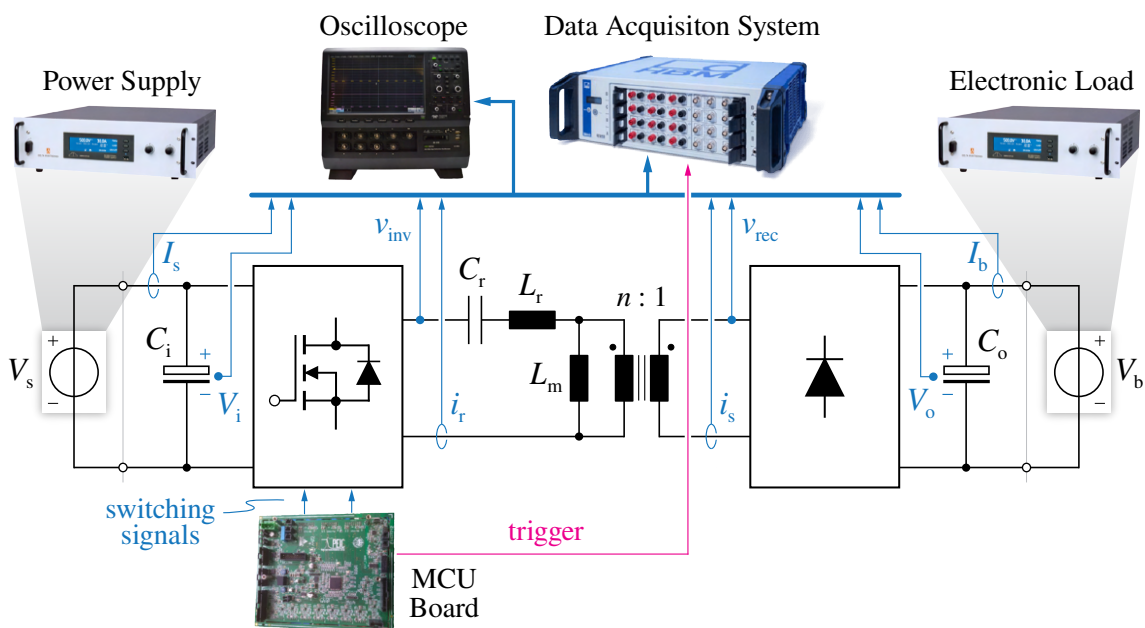 Oscilloscope
Data Acquisiton System
Power Supply
Electronic Load
HBM
v_inv
v_rec
I_s
I_b
C_r
L_r
n : 1
C_i
+
−
V_i
V_s
+
−
L_m
i_r
i_s
C_o
+
−
V_o
+
−
V_b
switching
signals
trigger
MCU
Board